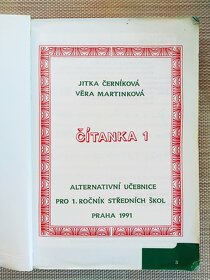 JITKA ČERNÍKOVÁ
VĚRA MARTINKOVÁ
ČÍTANKA 1
ALTERNATIVNÍ UČEBNICE
PRO 1. ROČNÍK STŘEDNÍCH ŠKOL
PRAHA 1991